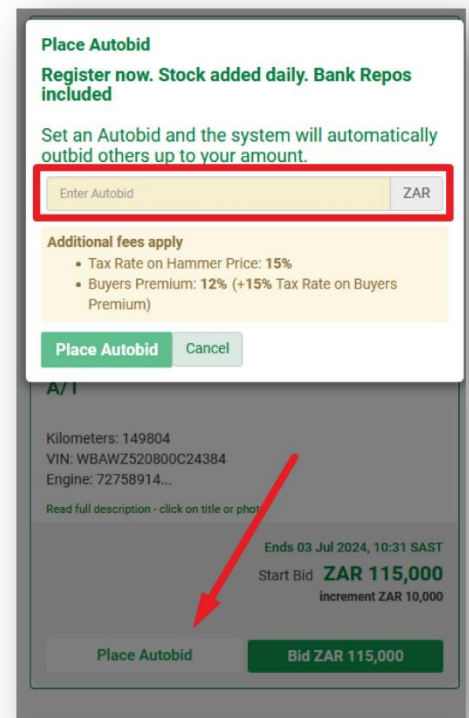 Place Autobid
Register now. Stock added daily. Bank Repos
included
Set an Autobid and the system will automatically
outbid others up to your amount.
Enter Autobid ZAR
Additional fees apply
• Tax Rate on Hammer Price: 15%
• Buyers Premium: 12% (+15% Tax Rate on Buyers
Premium)
Place Autobid Cancel
A/T
Kilometers: 149804
VIN: WBAWZ520800C24384
Engine: 72758914...
Read full description - click on title or
Ends 03 Jul 2024, 10:31 SAST
Start Bid ZAR 115,000
increment ZAR 10,000
Place Autobid Bid ZAR 115,000